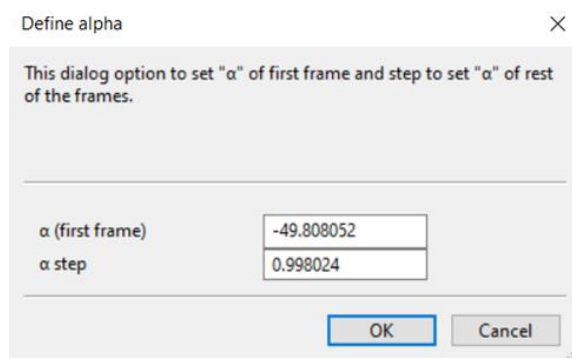 Define alpha
This dialog option to set "α" of first frame and step to set "α" of rest
of the frames.
α (first frame) -49.808052
α step 0.998024
OK Cancel